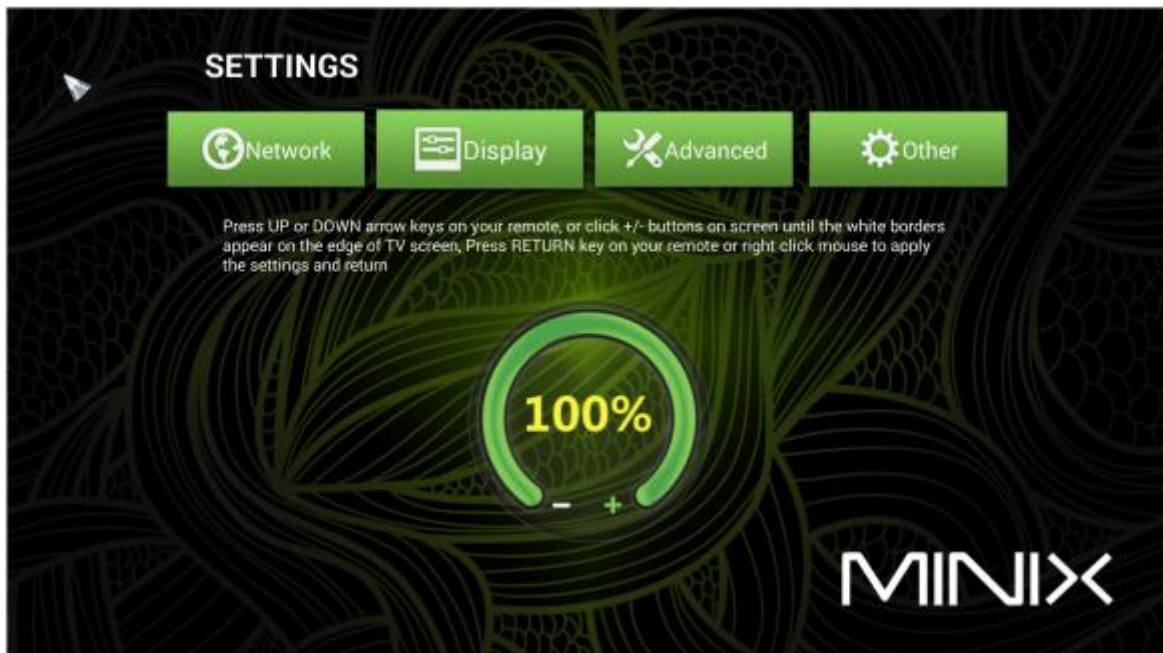 SETTINGS
Network
Display
Advanced
Other
Press UP or DOWN arrow keys on your remote, or click +/- buttons on screen until the white borders
appear on the edge of TV screen, Press RETURN key on your remote or right click mouse to apply
the settings and return
100%
- +
MINIX